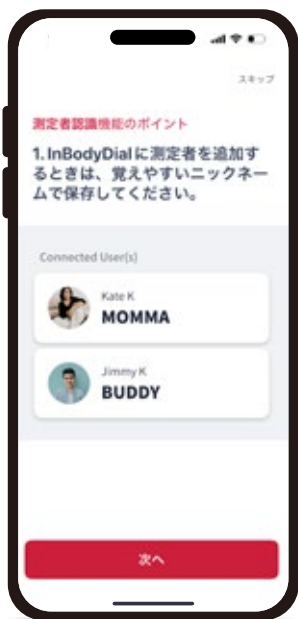 スキップ
測定者認識機能のポイント
1. InBodyDialに測定者を追加す
るときは、覚えやすいニックネー
ムで保存してください。
Connected User(s)
Kate K
MOMMA
Jimmy K
BUDDY
次へ